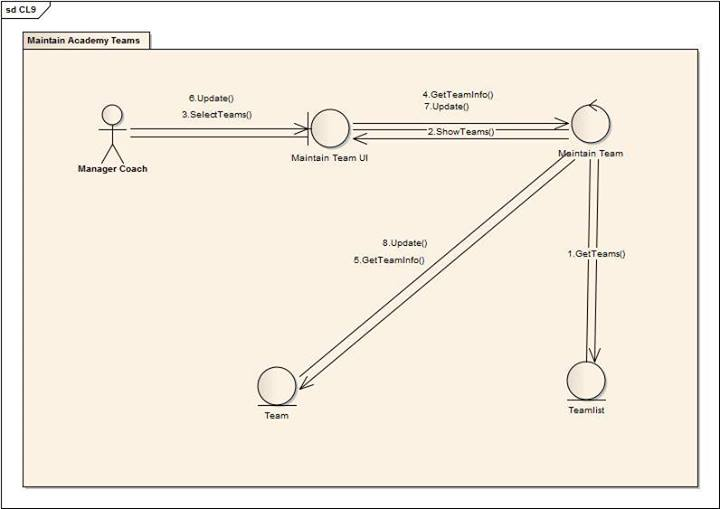 sd CL9
Maintain Academy Teams
6.Update()
3.SelectTeams()
4.GetTeamInfo()
7.Update()
2.ShowTeams()
Manager Coach
Maintain Team UI
Maintain Team
8.Update()
5.GetTeamInfo()
1.GetTeams()
Team
Teamlist